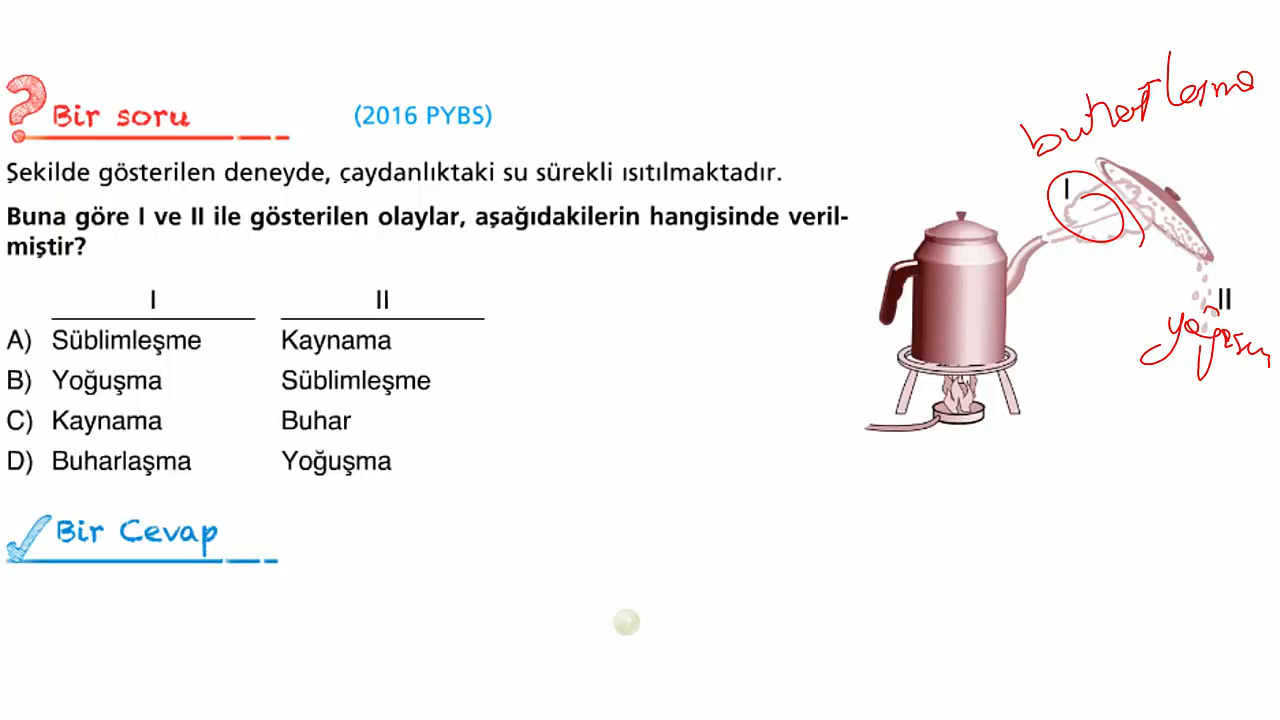 Bir soru
(2016 PYBS)
Şekilde gösterilen deneyde, çaydanlıktaki su sürekli ısıtılmaktadır.
Buna göre I ve II ile gösterilen olaylar, aşağıdakilerin hangisinde veril-
miştir?
I II
A) Süblimleşme Kaynama
B) Yoğuşma Süblimleşme
C) Kaynama Buhar
D) Buharlaşma Yoğuşma
Bir Cevap
buharlaşma
I
II